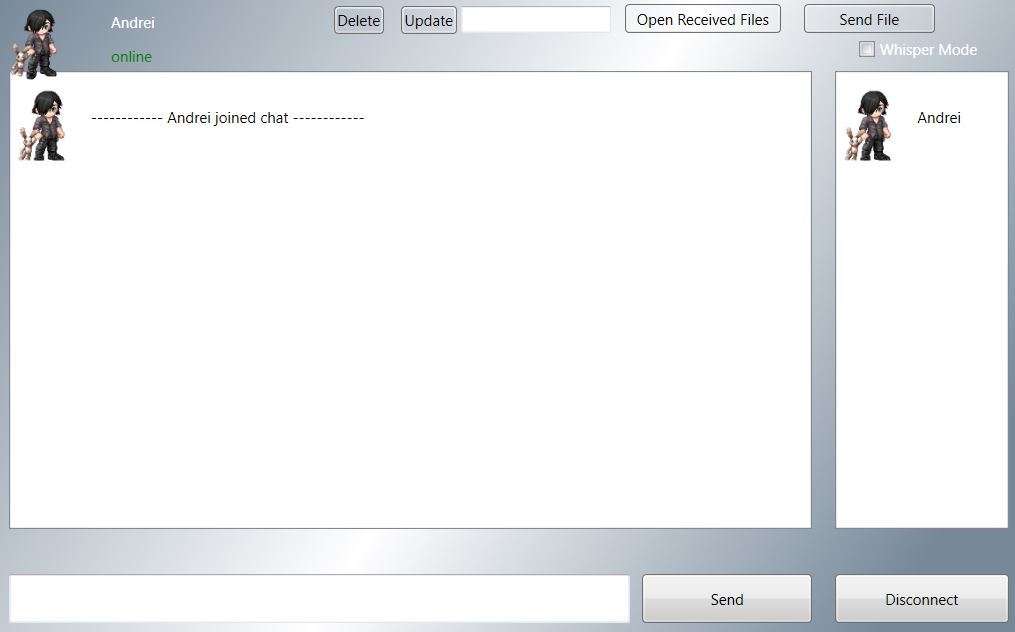 Andrei
online
Delete
Update
Open Received Files
Send File
Whisper Mode
------------ Andrei joined chat ------------
Andrei
Send
Disconnect